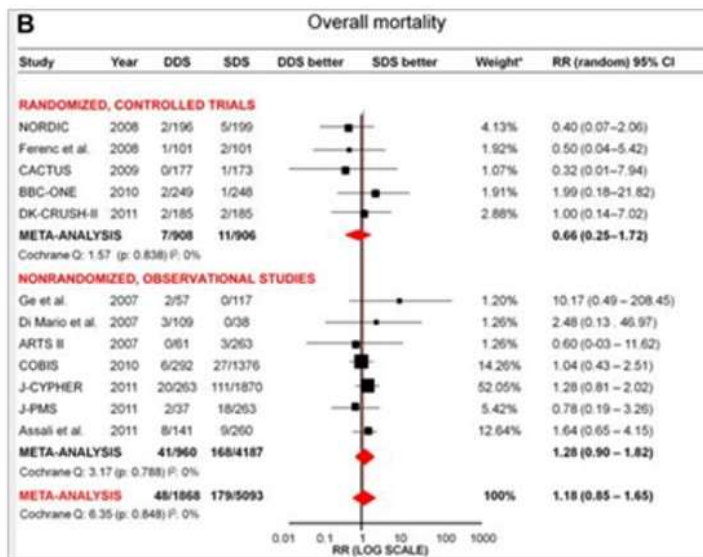 B
Overall mortality
Study Year DDS SDS DDS better SDS better Weight* RR (random) 95% CI
RANDOMIZED, CONTROLLED TRIALS
NORDIC 2008 2/196 5/199 4.13% 0.40 (0.07–2.06)
Ferenc et al. 2008 1/101 2/101 1.92% 0.50 (0.04–5.42)
CACTUS 2009 0/177 1/173 1.07% 0.32 (0.01–7.94)
BBC-ONE 2010 2/249 1/248 1.91% 1.99 (0.18–21.82)
DK-CRUSH-II 2011 2/185 2/185 2.88% 1.00 (0.14–7.02)
META-ANALYSIS 7/908 11/906 0.66 (0.25–1.72)
Cochrane Q: 1.57 (p: 0.838) I²: 0%
NONRANDOMIZED, OBSERVATIONAL STUDIES
Ge et al. 2007 2/57 0/117 1.20% 10.17 (0.49 – 208.45)
Di Mario et al. 2007 3/109 0/38 1.26% 2.48 (0.13 . 46.97)
ARTS II 2007 0/61 3/263 1.26% 0.60 (0-03 – 11.62)
COBIS 2010 6/292 27/1376 14.26% 1.04 (0.43 – 2.51)
J-CYPHER 2011 20/263 111/1870 52.05% 1.28 (0.81 – 2.02)
J-PMS 2011 2/37 18/263 5.42% 0.78 (0.19 – 3.26)
Assali et al. 2011 8/141 9/260 12.64% 1.64 (0.65 – 4.15)
META-ANALYSIS 41/960 168/4187 1.28 (0.90 – 1.82)
Cochrane Q: 3.17 (p: 0.788) I²: 0%
META-ANALYSIS 48/1868 179/5093 100% 1.18 (0.85 – 1.65)
Cochrane Q: 6.35 (p: 0.848) I²: 0%
0.01 0.1 1 10 100 1000
RR (LOG SCALE)